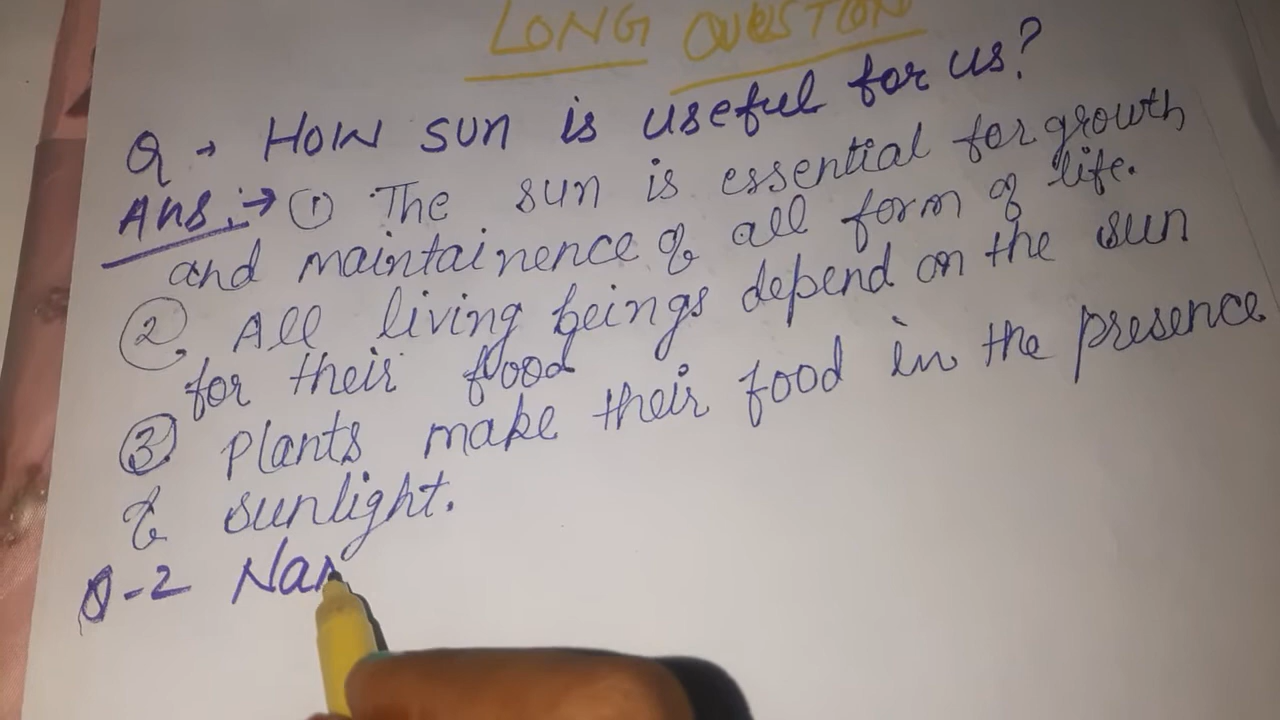 LONG QUESTION
Q → How sun is useful for us?
Ans:→ ① The sun is essential for growth
and maintainence of all form of life.
② All living beings depend on the sun
for their food
③ Plants make their food in the presence
of sunlight.
Q-2 Nam